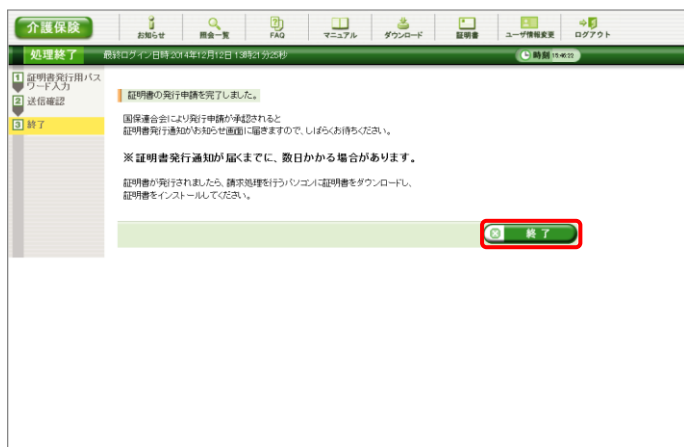 介護保険
お知らせ
照会一覧
FAQ
マニュアル
ダウンロード
証明書
ユーザ情報変更
ログアウト
処理終了
最終ログイン日時:2014年12月12日 13時21分25秒
時刻 15:46:22
1 証明書発行用パス
ワード入力
2 送信確認
3 終了
証明書の発行申請を完了しました。
国保連合会により発行申請が承認されると
証明書発行通知がお知らせ画面に届きますので、しばらくお待ちください。
※証明書発行通知が届くまでに、数日かかる場合があります。
証明書が発行されましたら、請求処理を行うパソコンに証明書をダウンロードし、
証明書をインストールしてください。
終了